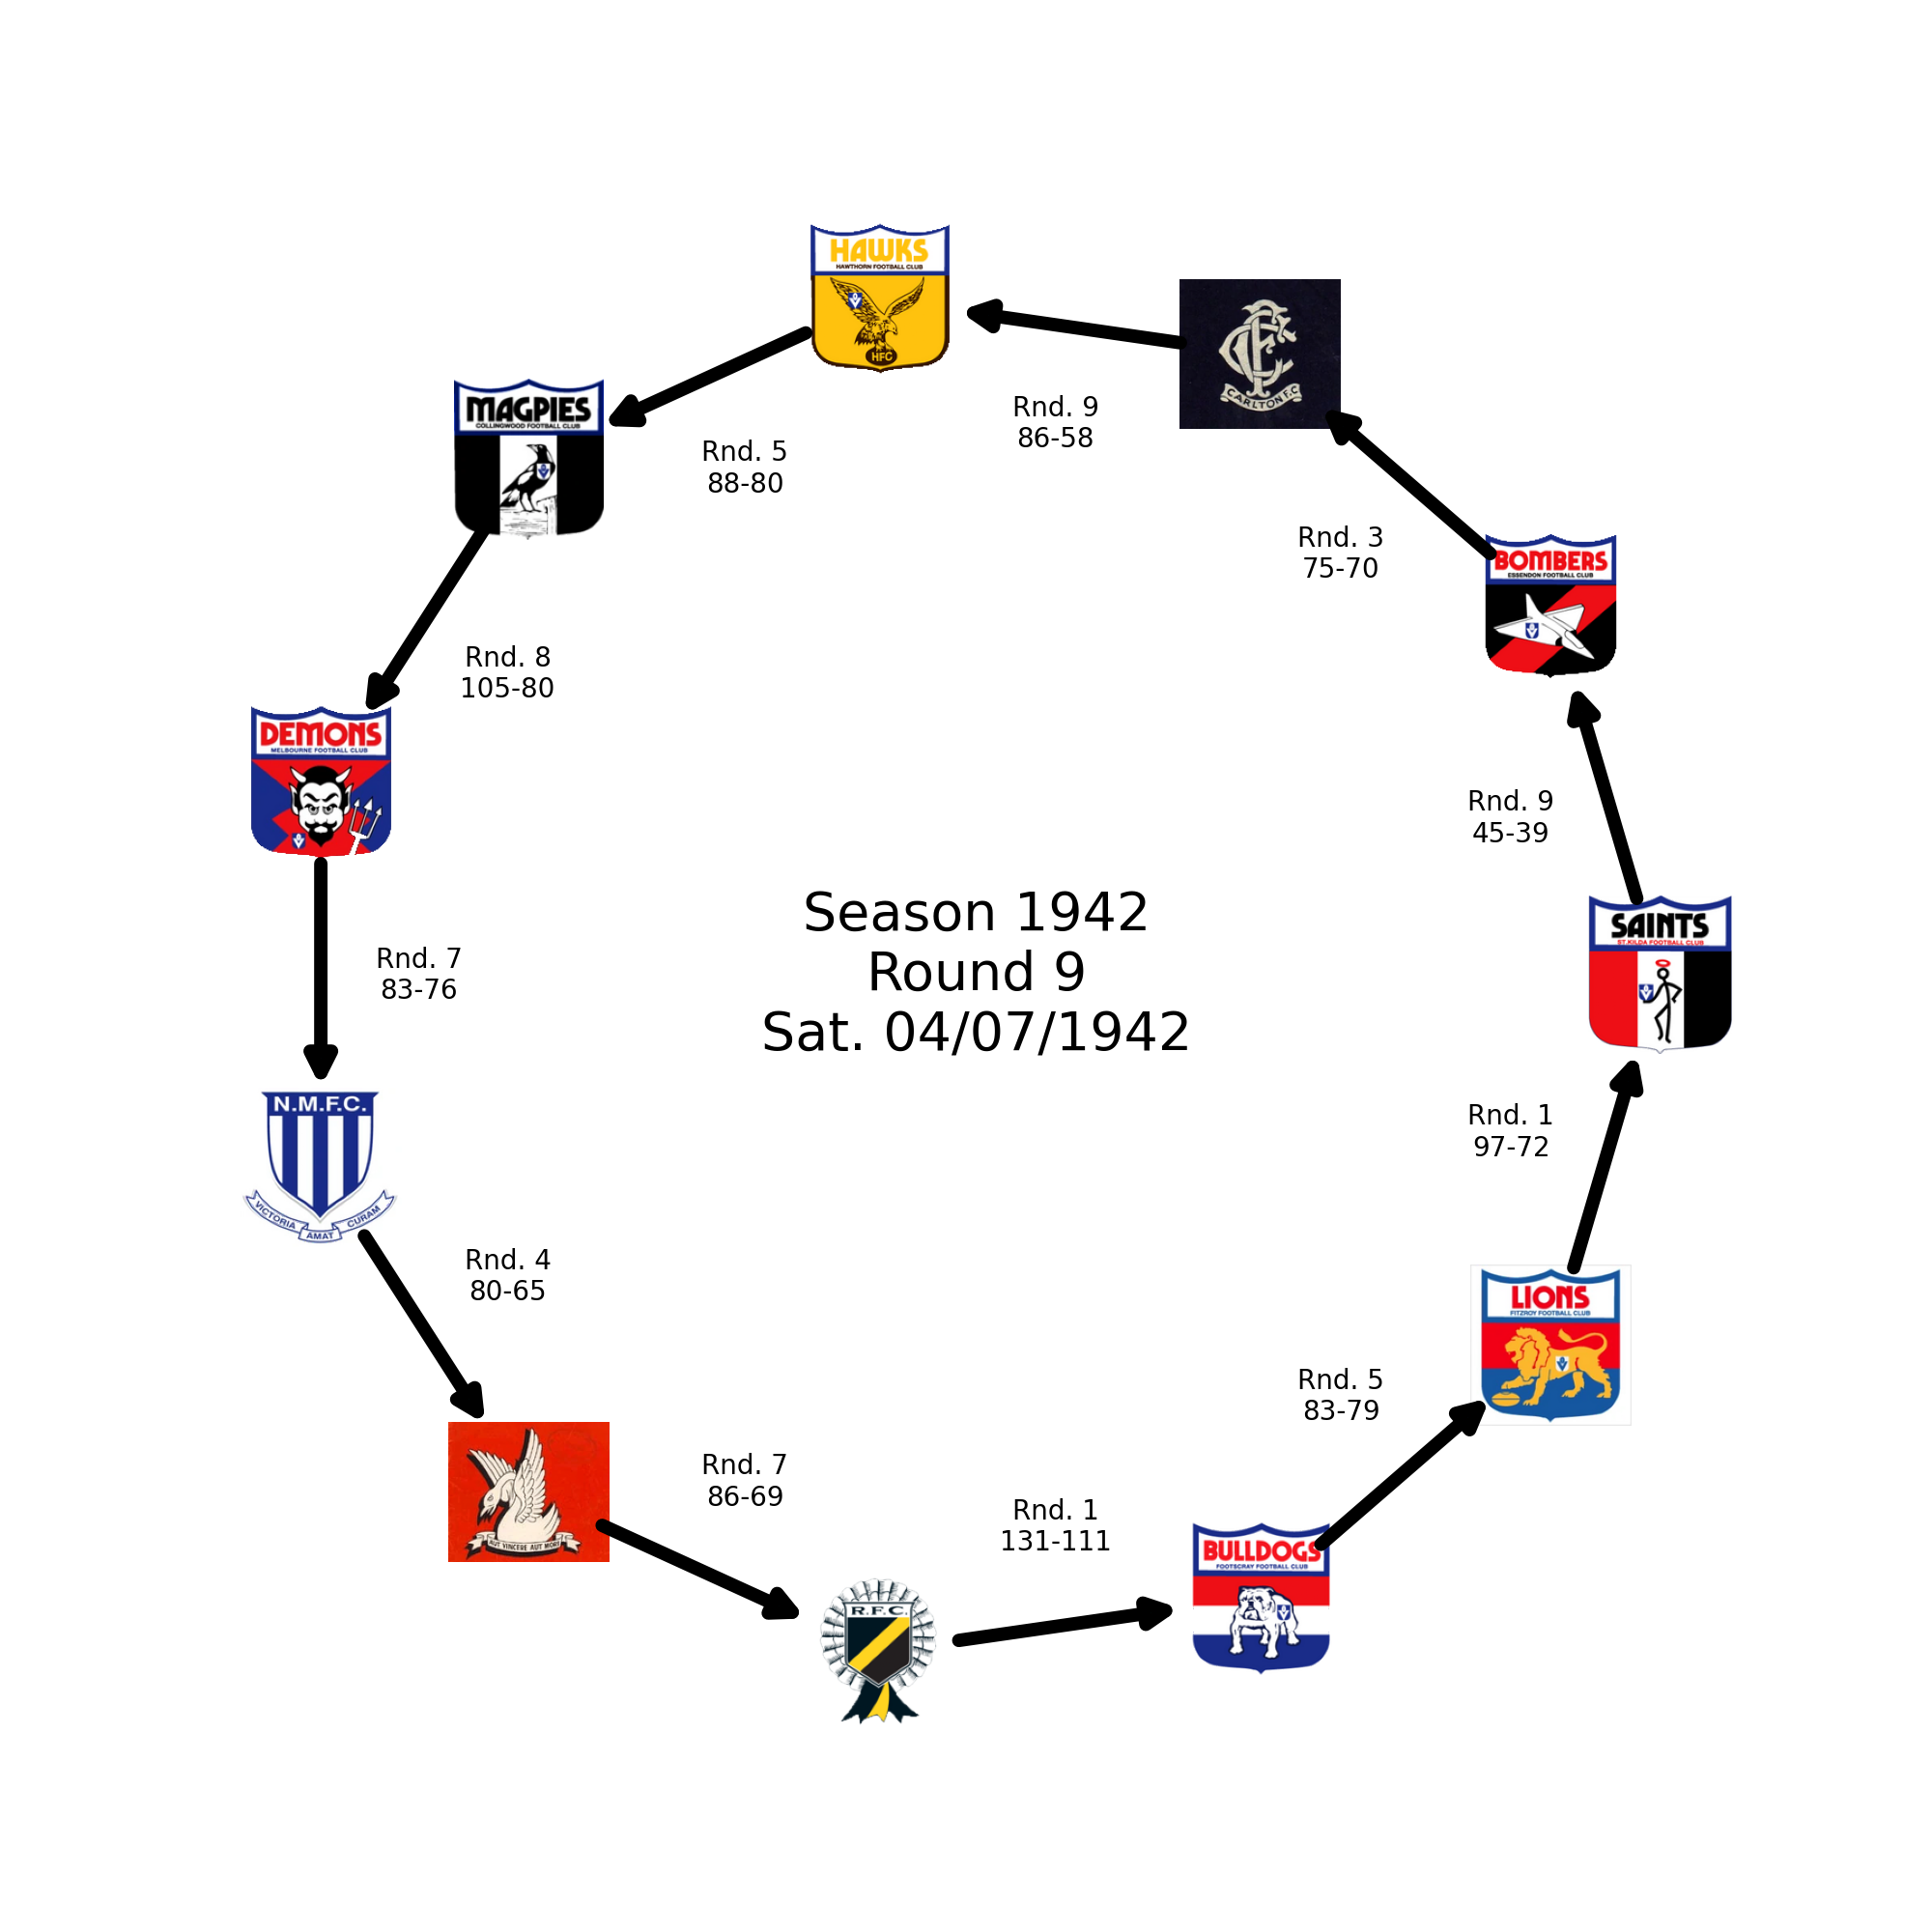 HAWKS
HAWTHORN FOOTBALL CLUB
HFC
CFC
CARLTON F.C
Rnd. 9
86-58
MAGPIES
COLLINGWOOD FOOTBALL CLUB
Rnd. 5
88-80
Rnd. 3
75-70
BOMBERS
ESSENDON FOOTBALL CLUB
Rnd. 8
105-80
DEMONS
MELBOURNE FOOTBALL CLUB
Rnd. 9
45-39
Season 1942
Round 9
Sat. 04/07/1942
SAINTS
ST.KILDA FOOTBALL CLUB
Rnd. 7
83-76
N.M.F.C.
VICTORIA AMAT CURAM
Rnd. 1
97-72
Rnd. 4
80-65
LIONS
FITZROY FOOTBALL CLUB
Rnd. 5
83-79
AUT VINCERE AUT MORI
Rnd. 7
86-69
Rnd. 1
131-111
BULLDOGS
FOOTSCRAY FOOTBALL CLUB
R.F.C.